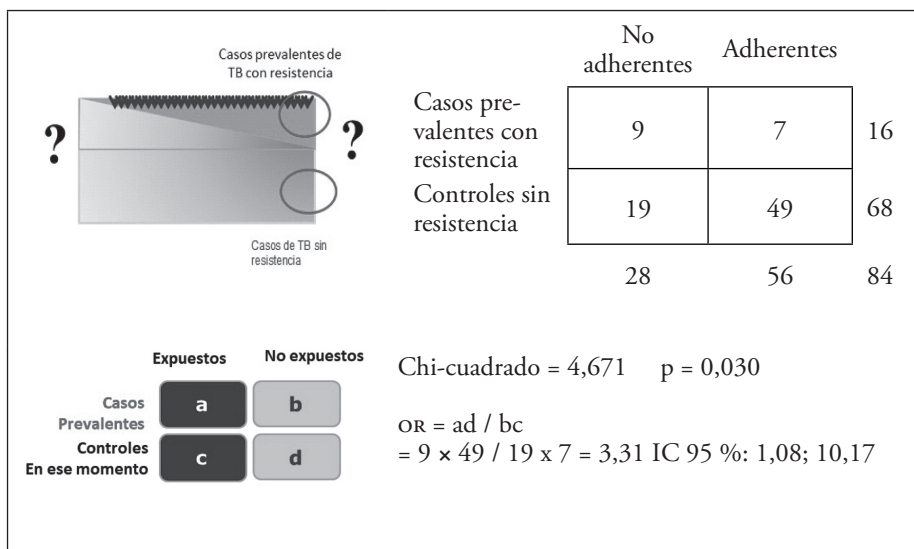 Casos prevalentes de
TB con resistencia
?
?
Casos de TB sin
resistencia
No
adherentes
Adherentes
Casos pre-
valentes con
resistencia
9
7
16
Controles sin
resistencia
19
49
68
28
56
84
Expuestos
No expuestos
Casos
Prevalentes
a
b
Controles
En ese momento
c
d
Chi-cuadrado = 4,671 p = 0,030
OR = ad / bc
= 9 × 49 / 19 x 7 = 3,31 IC 95 %: 1,08; 10,17